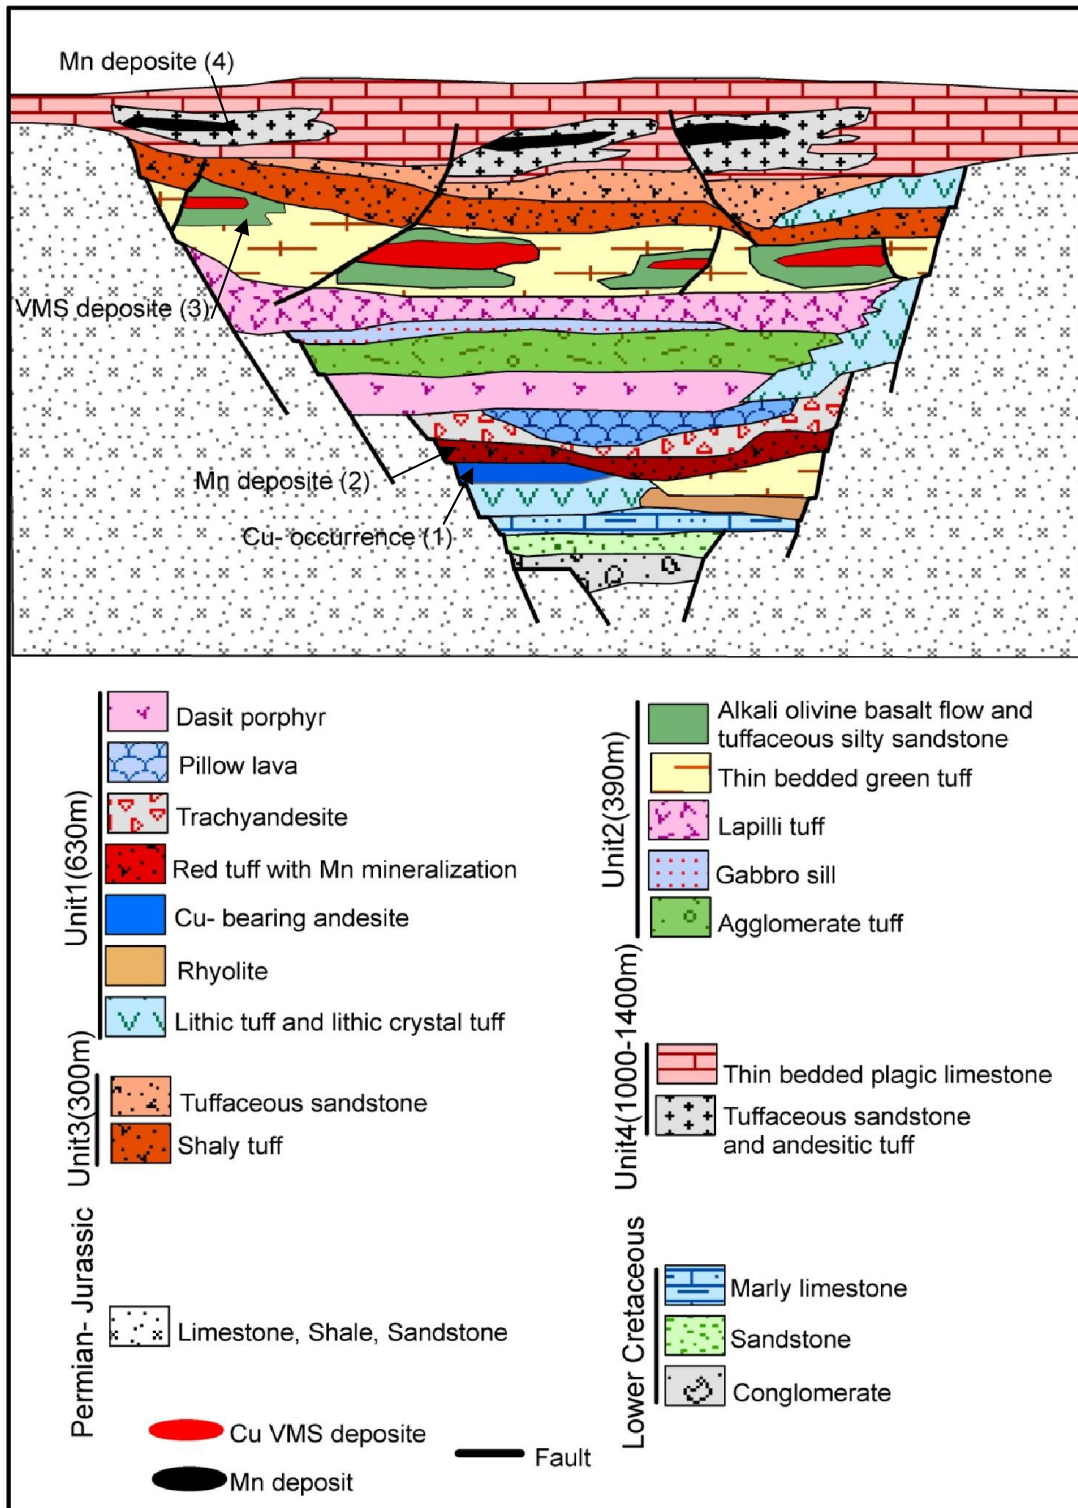 Mn deposite (4)
VMS deposite (3)
Mn deposite (2)
Cu- occurrence (1)
Unit1(630m)
Dasit porphyr
Pillow lava
Trachyandesite
Red tuff with Mn mineralization
Cu- bearing andesite
Rhyolite
Lithic tuff and lithic crystal tuff
Unit3(300m)
Tuffaceous sandstone
Shaly tuff
Permian- Jurassic
Limestone, Shale, Sandstone
Unit2(390m)
Alkali olivine basalt flow and
tuffaceous silty sandstone
Thin bedded green tuff
Lapilli tuff
Gabbro sill
Agglomerate tuff
Unit4(1000-1400m)
Thin bedded plagic limestone
Tuffaceous sandstone
and andesitic tuff
Lower Cretaceous
Marly limestone
Sandstone
Conglomerate
Cu VMS deposite
Mn deposit
Fault